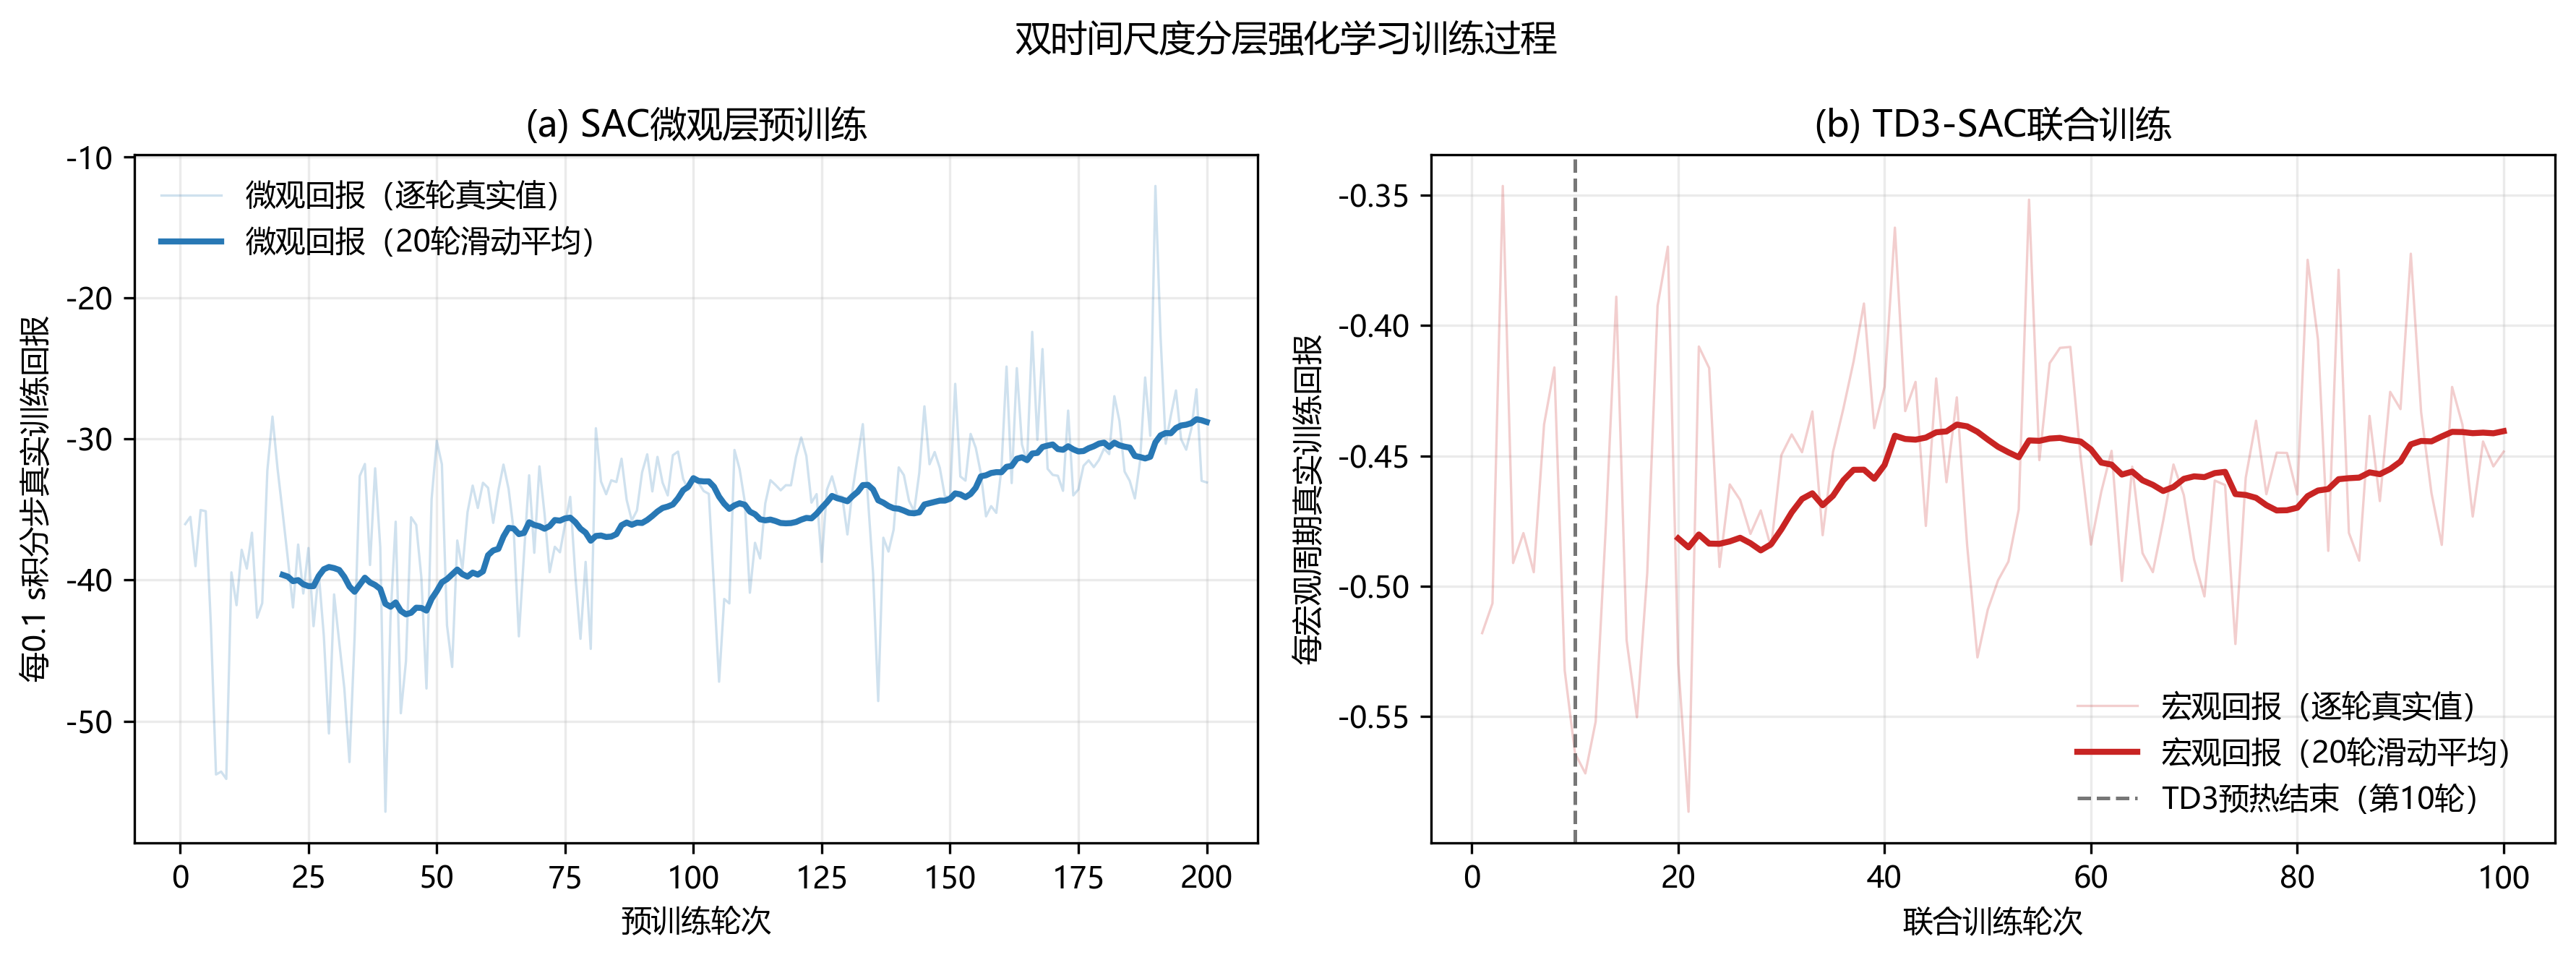 双时间尺度分层强化学习训练过程
(a) SAC微观层预训练
每0.1 s积分步真实训练回报
-10
-20
-30
-40
-50
微观回报（逐轮真实值）
微观回报（20轮滑动平均）
0 25 50 75 100 125 150 175 200
预训练轮次
(b) TD3-SAC联合训练
每宏观周期真实训练回报
-0.35
-0.40
-0.45
-0.50
-0.55
宏观回报（逐轮真实值）
宏观回报（20轮滑动平均）
TD3预热结束（第10轮）
0 20 40 60 80 100
联合训练轮次